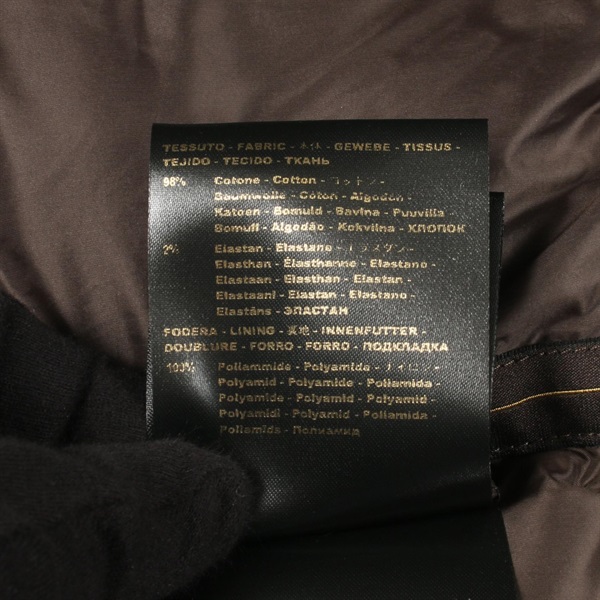 TESSUTO - FABRIC - 本体 - GEWEBE - TISSUS -
TEJIDO - TECIDO - ТКАНЬ
98% Cotone - Cotton - コットン -
Baumwolle - Coton - Algodon -
Katoen - Bomuld - Bavlna - Puuvilla -
Bomull - Algodão - Kokvilna - ХЛОПОК
2% Elastan - Elastane - エラスタン -
Elasthan - Élasthanne - Elastano -
Elastaan - Elasthan - Elastan -
Elastaani - Elastan - Elastano -
Elastāns - ЭЛАСТАН
FODERA - LINING - 裏地 - INNENFUTTER -
DOUBLURE - FORRO - FORRO - ПОДКЛАДКА
100% Poliammide - Polyamide - ナイロン -
Polyamid - Polyamide - Poliamida -
Polyamide - Polyamid - Polyamid -
Polyamidi - Polyamid - Poliamida -
Poliamīds - Полиамид